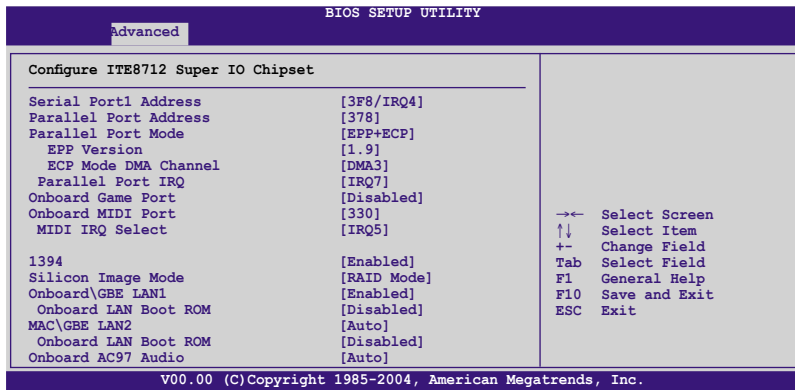 BIOS SETUP UTILITY
Advanced
Configure ITE8712 Super IO Chipset
Serial Port1 Address [3F8/IRQ4]
Parallel Port Address [378]
Parallel Port Mode [EPP+ECP]
EPP Version [1.9]
ECP Mode DMA Channel [DMA3]
Parallel Port IRQ [IRQ7]
Onboard Game Port [Disabled]
Onboard MIDI Port [330]
MIDI IRQ Select [IRQ5]
1394 [Enabled]
Silicon Image Mode [RAID Mode]
Onboard\GBE LAN1 [Enabled]
Onboard LAN Boot ROM [Disabled]
MAC\GBE LAN2 [Auto]
Onboard LAN Boot ROM [Disabled]
Onboard AC97 Audio [Auto]
→← Select Screen
↑↓ Select Item
+- Change Field
Tab Select Field
F1 General Help
F10 Save and Exit
ESC Exit
V00.00 (C)Copyright 1985-2004, American Megatrends, Inc.